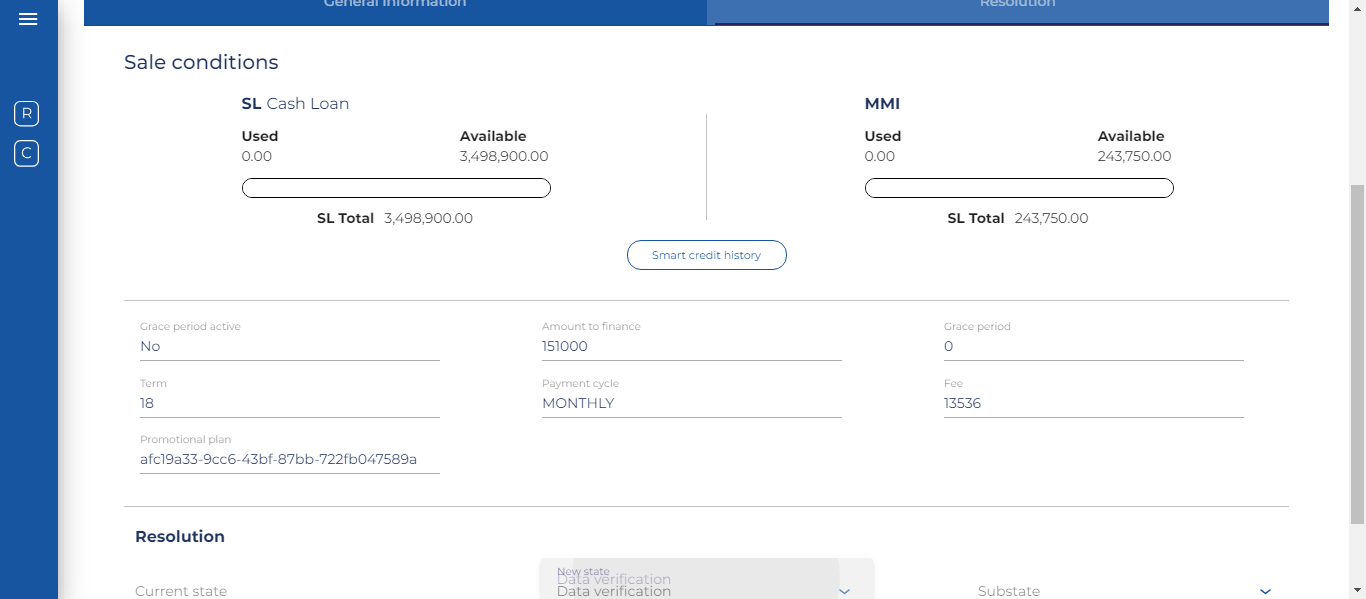 General Information
Resolution
R
C
Sale conditions
SL Cash Loan
Used
Available
0.00
3,498,900.00
SL Total 3,498,900.00
MMI
Used
Available
0.00
243,750.00
SL Total 243,750.00
Smart credit history
Grace period active
Amount to finance
Grace period
No
151000
0
Term
Payment cycle
Fee
18
MONTHLY
13536
Promotional plan
afc19a33-9cc6-43bf-87bb-722fb047589a
Resolution
New state
Data verification
Current state
Data verification
Substate